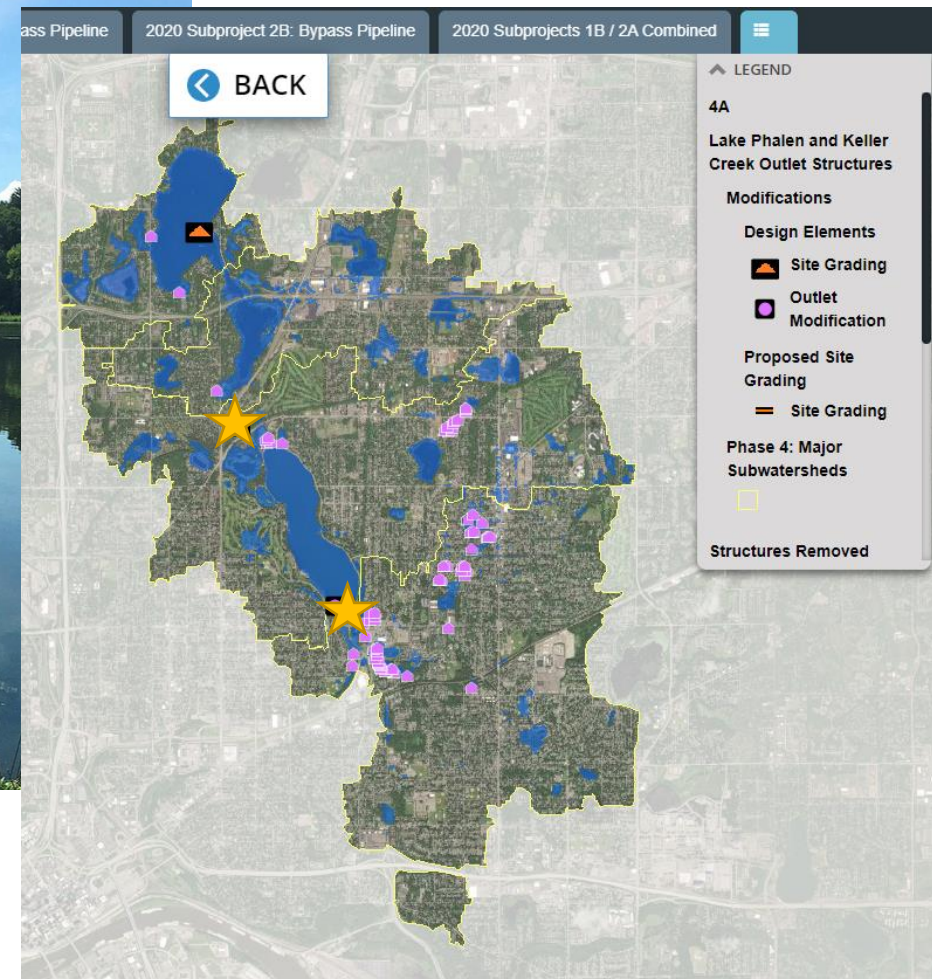 ass Pipeline
2020 Subproject 2B: Bypass Pipeline
2020 Subprojects 1B / 2A Combined
BACK
LEGEND
4A
Lake Phalen and Keller
Creek Outlet Structures
Modifications
Design Elements
Site Grading
Outlet
Modification
Proposed Site
Grading
Site Grading
Phase 4: Major
Subwatersheds
Structures Removed